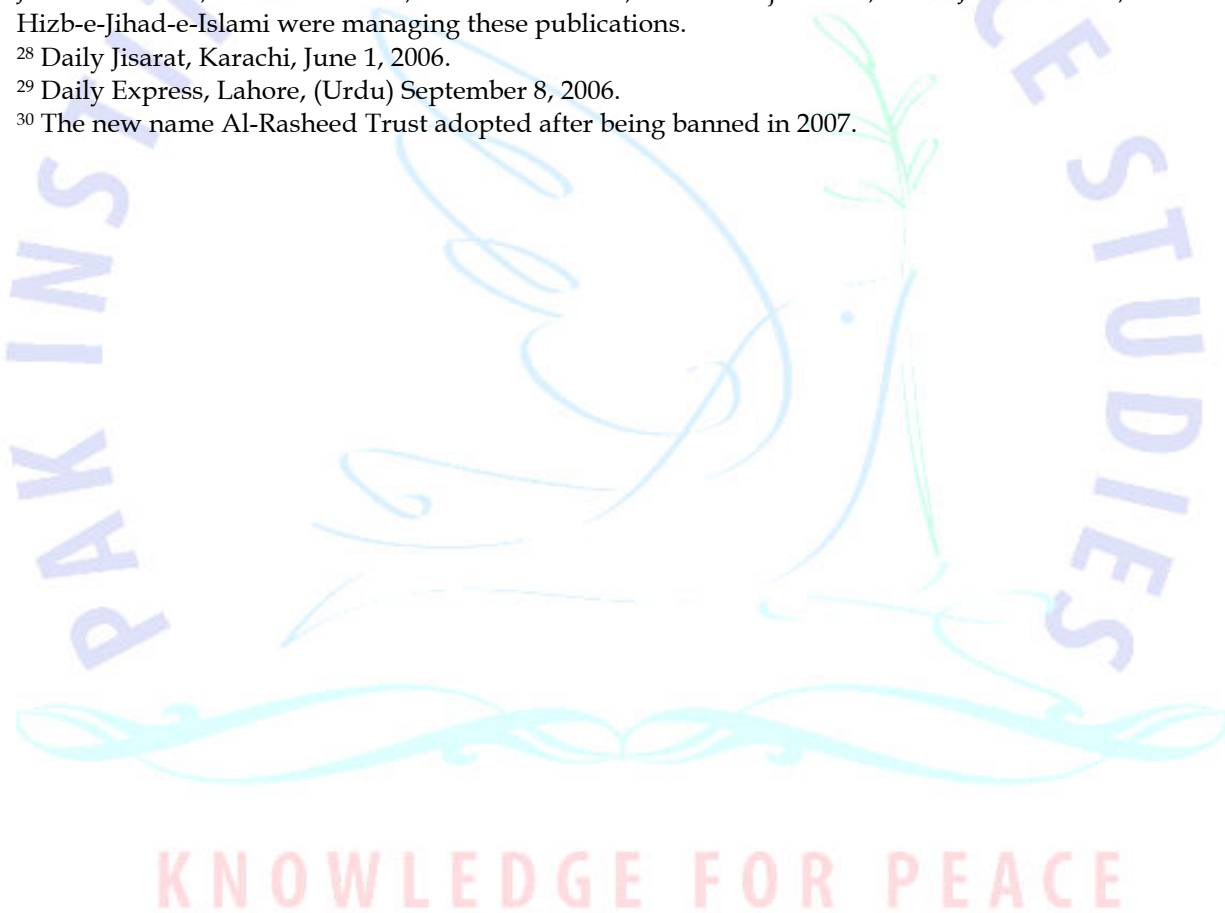 Hizb-e-Jihad-e-Islami were managing these publications.
28 Daily Jisarat, Karachi, June 1, 2006.
29 Daily Express, Lahore, (Urdu) September 8, 2006.
30 The new name Al-Rasheed Trust adopted after being banned in 2007.
PAK INSTI
CE STUDIES
KNOWLEDGE FOR PEACE